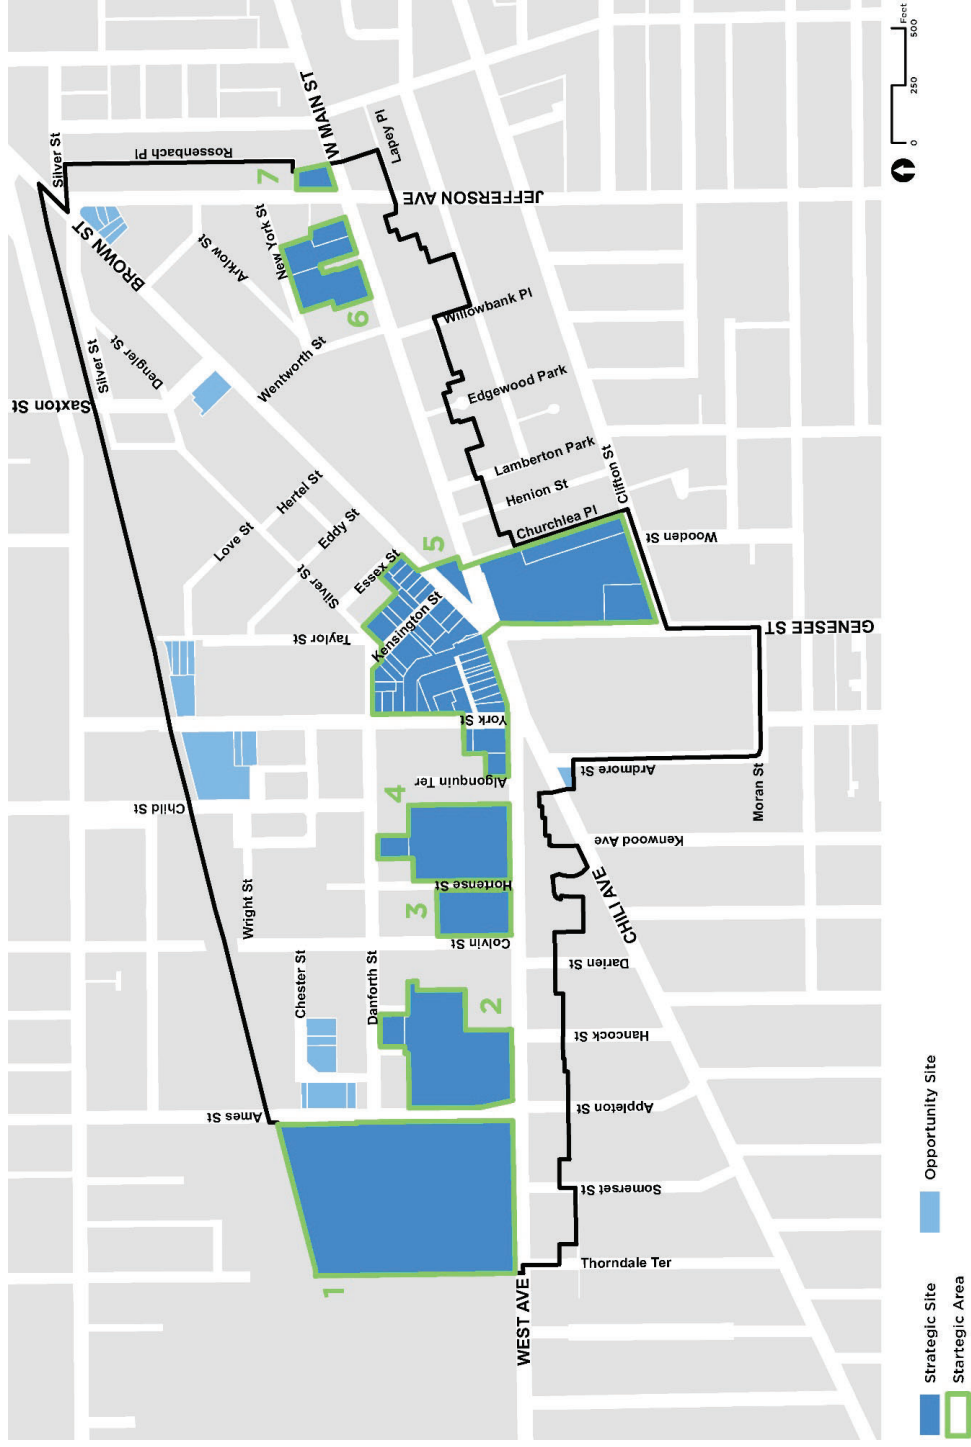 Silver St
Rossenbach Pl
W MAIN ST
Lapey Pl
7
JEFFERSON AVE
BROWN ST
Arklow St
New York St
6
Willowbank Pl
Silver St
Dengler St
Saxton St
Wentworth St
Edgewood Park
Lamberton Park
Henion St
Churchlea Pl
Clifton St
Wooden St
Love St
Hertel St
Eddy St
Silver St
Essex St
5
Taylor St
Kensington St
GENESEE ST
York St
Algonquin Ter
Ardmore St
Moran St
Child St
4
Kenwood Ave
Hortense St
3
Wright St
Colvin St
CHILI AVE
Darien St
Chester St
Danforth St
2
Hancock St
Ames St
Appleton St
Somerset St
1
Thorndale Ter
WEST AVE
0 250 500
Feet
Strategic Site
Opportunity Site
Startegic Area